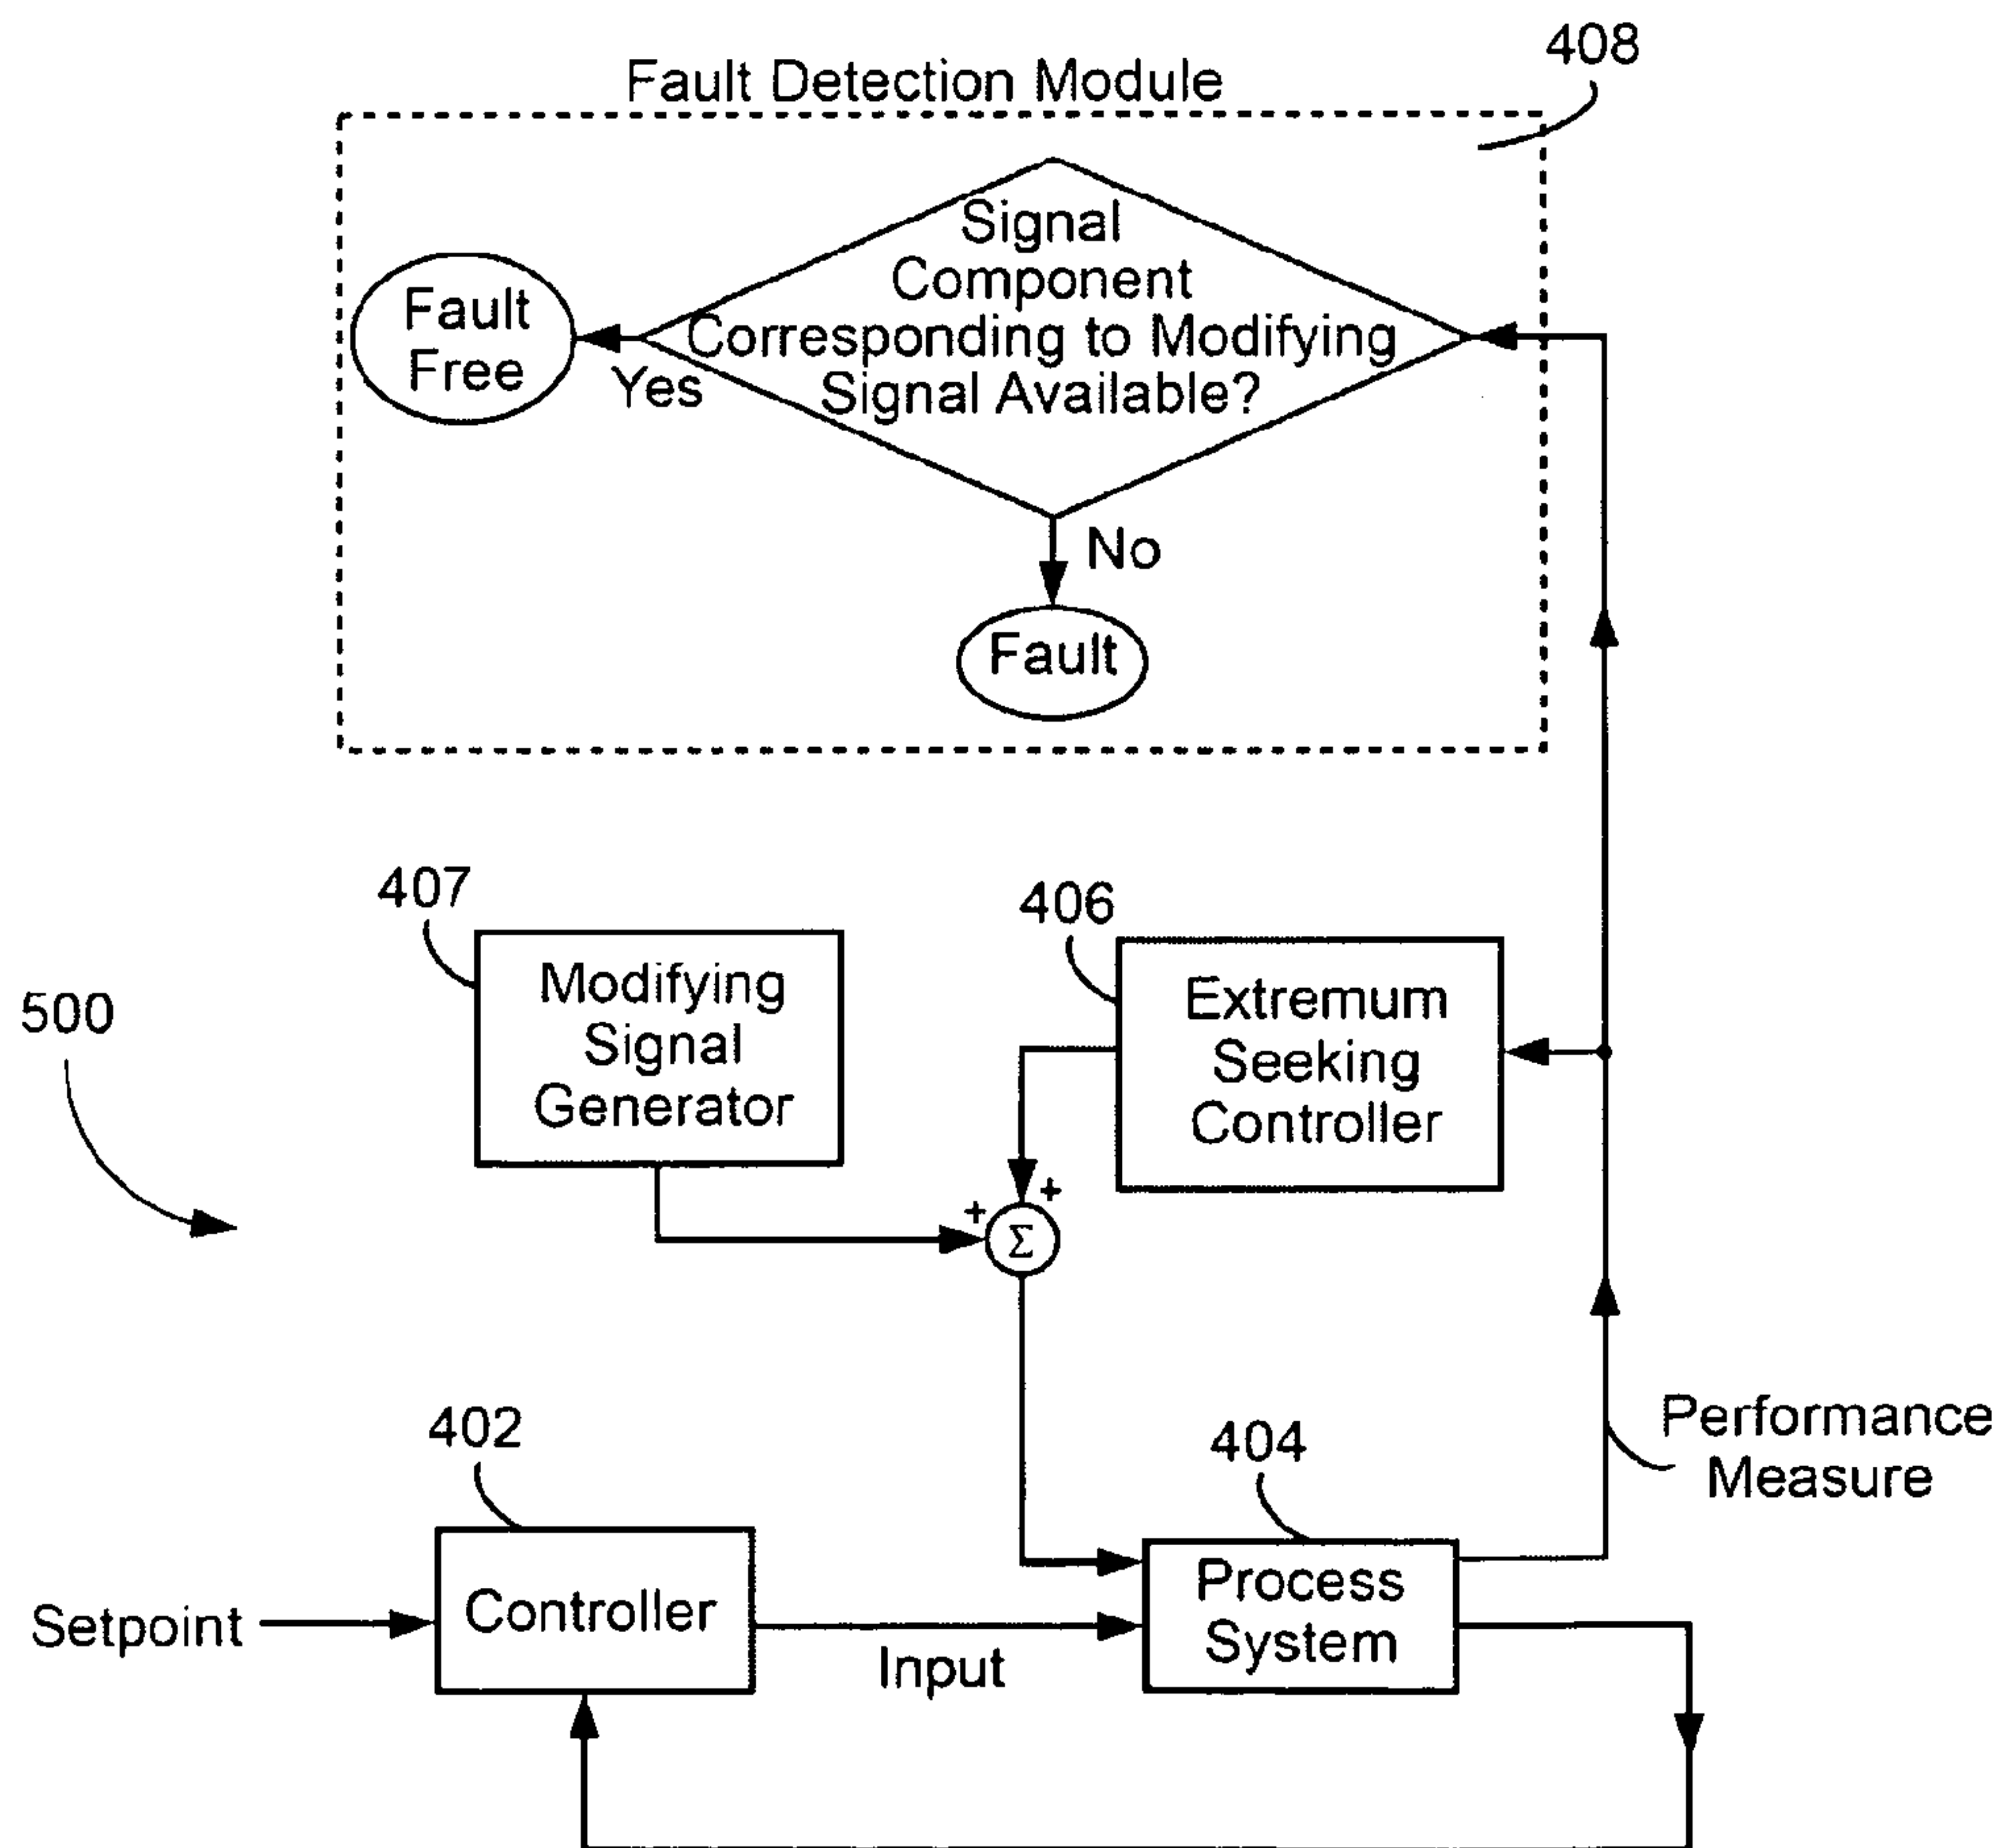 408
Fault Detection Module
Signal
Component
Corresponding to Modifying
Signal Available?
Fault
Free
Yes
No
Fault
407
Modifying
Signal
Generator
406
Extremum
Seeking
Controller
500
+
+
Σ
402
Controller
404
Process
System
Performance
Measure
Setpoint
Input